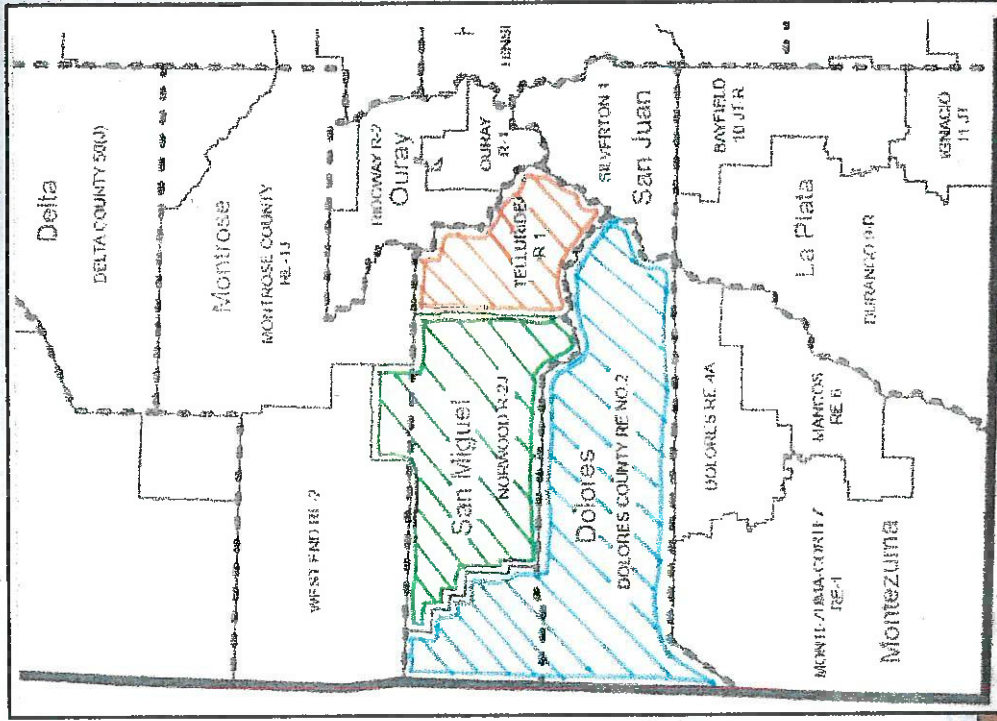 Delta
DELTA COUNTY 50(J)
Montrose
MONTROSE COUNTY
RE-1J
WEST END RE-2
RIDGWAY R-2
Ouray
OURAY
R-1
HINSD
San Miguel
NORWOOD R-2J
TELLURIDE
R-1
SILVERTON 1
San Juan
Dolores
DOLORES COUNTY RE NO.2
DOLORES RE-4A
BAYFIELD
10 JT-R
La Plata
DURANGO 9-R
IGNACIO
11 JT
MANCOS
RE-6
MONTEZUMA-CORTEZ
RE-1
Montezuma